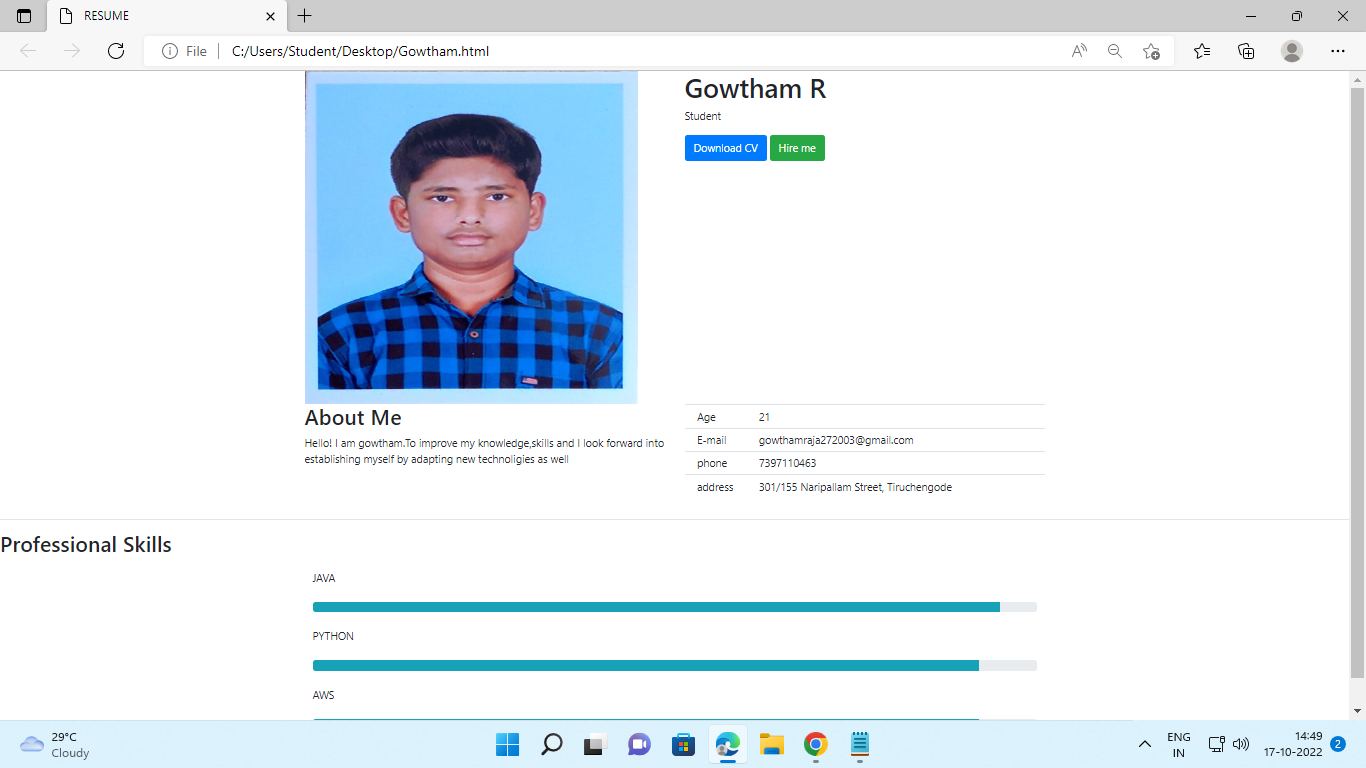 RESUME
File
C:/Users/Student/Desktop/Gowtham.html
Gowtham R
Student
Download CV
Hire me
About Me
Hello! I am gowtham.To improve my knowledge,skills and I look forward into
establishing myself by adapting new technoligies as well
Age 21
E-mail gowthamraja272003@gmail.com
phone 7397110463
address 301/155 Naripallam Street, Tiruchengode
Professional Skills
JAVA
PYTHON
AWS
29°C
Cloudy
ENG
IN
14:49
17-10-2022
2